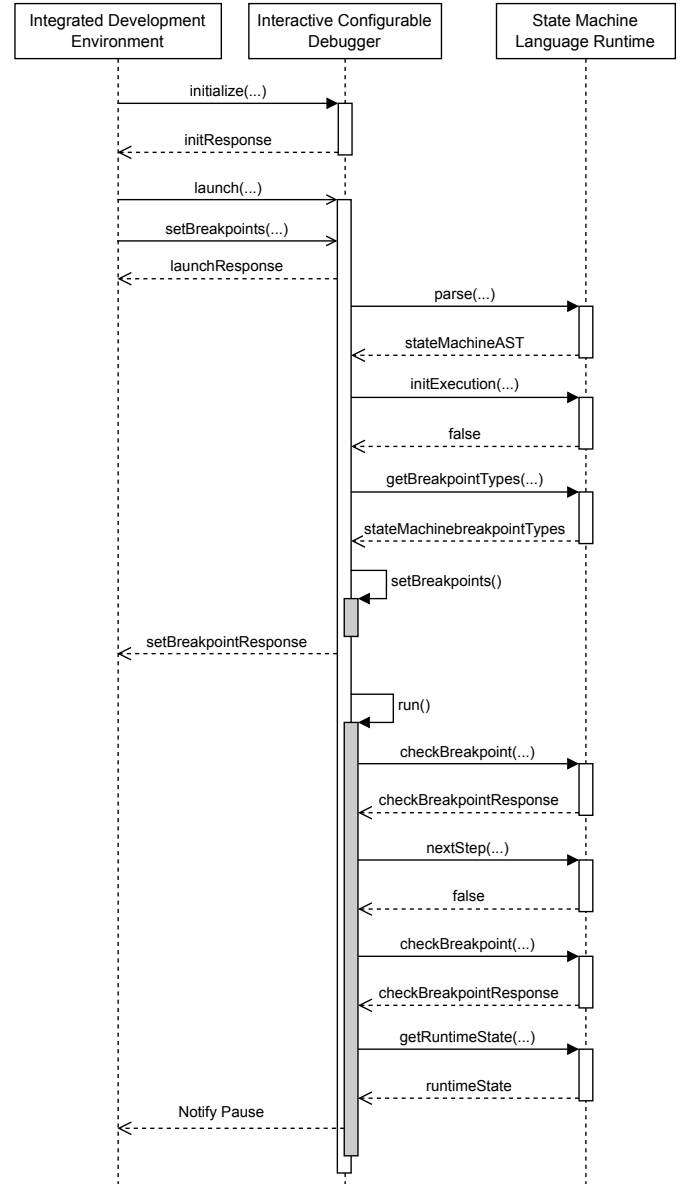 Integrated Development
Environment
Interactive Configurable
Debugger
State Machine
Language Runtime
initialize(...)
initResponse
launch(...)
setBreakpoints(...)
launchResponse
parse(...)
stateMachineAST
initExecution(...)
false
getBreakpointTypes(...)
stateMachinebreakpointTypes
setBreakpoints()
setBreakpointResponse
run()
checkBreakpoint(...)
checkBreakpointResponse
nextStep(...)
false
checkBreakpoint(...)
checkBreakpointResponse
getRuntimeState(...)
runtimeState
Notify Pause